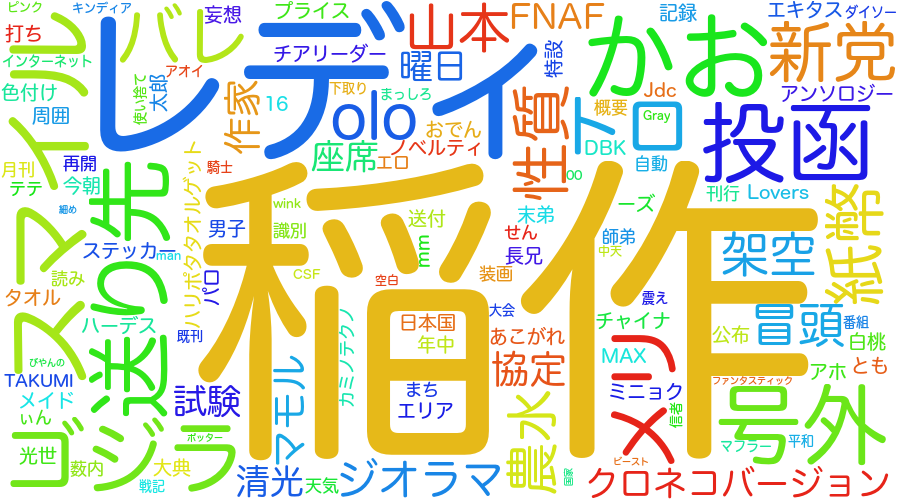 ピンク
キンディア
妄想
プライス
山本
FNAF
記録
エキタス
ダイソー
打ち
バレ
レディ
チアリーダー
曜日
特設
かお
新党
インターネット
アオイ
下取り
まっしろ
Jdc
アンソロジー
色付け
使い捨て
太郎
作家
16
olo
おでん
性質
概要
Gray
投函
周囲
座席
ノベルティ
DBK
ロ
月刊
再開
騎士
エロ
自動
テテ
今朝
送り先
稲作
wink
送付
末弟
ーズ
刊行
Lovers
細め
男子
識別
mm
せん
師弟
紙幣
ステッカー
man
長兄
中天
架空
読み
ハリポタタオルゲット
パロ
CSF
空白
装画
震え
タオル
大会
冒頭
番組
ハーデス
既刊
カミノテクノ
日本国
あこがれ
チャイナ
公布
白桃
年中
協定
MAX
アホ
とも
ぴやんの
TAKUMI
試験
マモル
まち
エリア
ミニョク
ファンタスティック
メイド
ぃん
農水
メリ
信者
号外
光世
藪内
大典
ポッター
マフラー
平和
戦記
清光
天気
ジオラマ
ビースト
国家
クロネコバージョン
スマイル